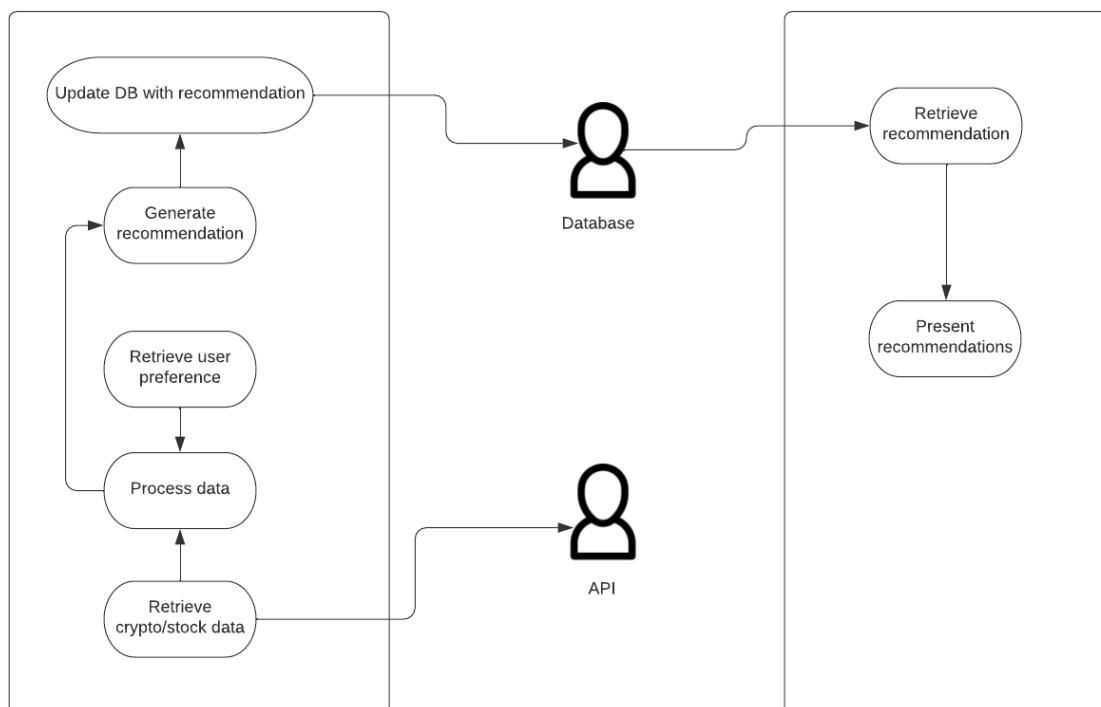 Update DB with recommendation
Generate
recommendation
Retrieve user
preference
Process data
Retrieve
crypto/stock data
Database
API
Retrieve
recommendation
Present
recommendations